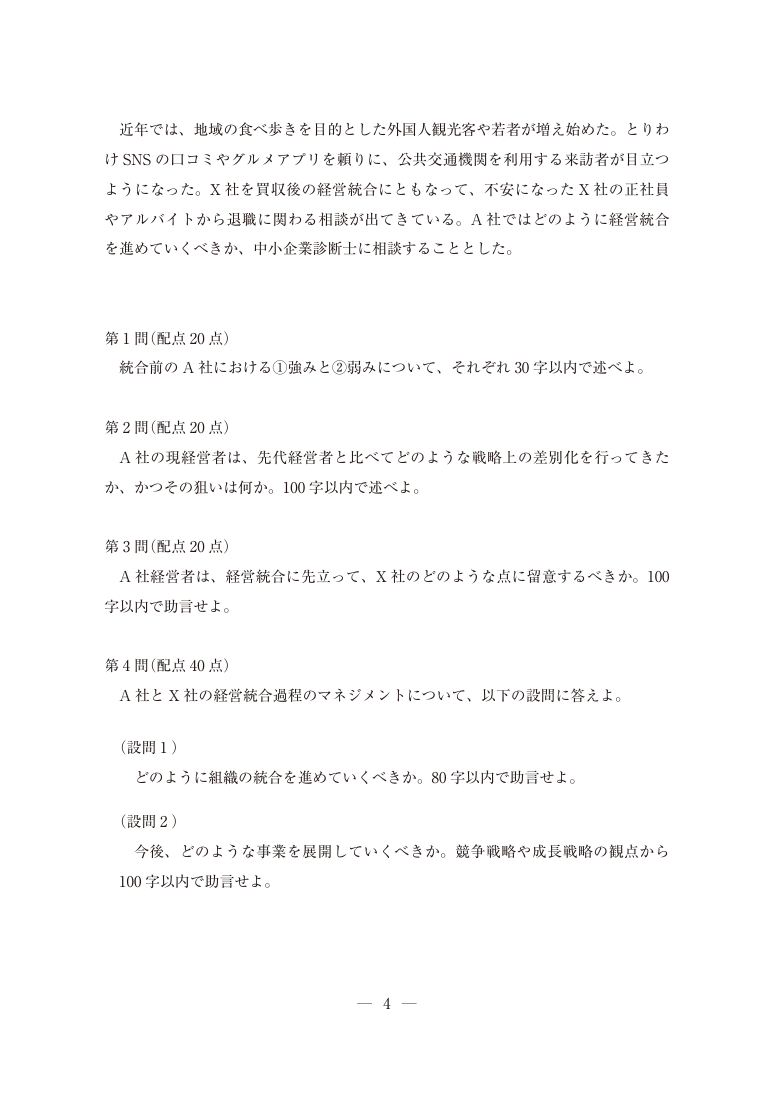 近年では、地域の食べ歩きを目的とした外国人観光客や若者が増え始めた。とりわ
け SNS の口コミやグルメアプリを頼りに、公共交通機関を利用する来訪者が目立つ
ようになった。X 社を買収後の経営統合にともなって、不安になった X 社の正社員
やアルバイトから退職に関わる相談が出てきている。A 社ではどのように経営統合
を進めていくべきか、中小企業診断士に相談することとした。
第 1 問(配点 20 点)
統合前の A 社における①強みと②弱みについて、それぞれ 30 字以内で述べよ。
第 2 問(配点 20 点)
A 社の現経営者は、先代経営者と比べてどのような戦略上の差別化を行ってきた
か、かつその狙いは何か。100 字以内で述べよ。
第 3 問(配点 20 点)
A 社経営者は、経営統合に先立って、X 社のどのような点に留意するべきか。100
字以内で助言せよ。
第 4 問(配点 40 点)
A 社と X 社の経営統合過程のマネジメントについて、以下の設問に答えよ。
(設問 1 )
どのように組織の統合を進めていくべきか。80 字以内で助言せよ。
(設問 2 )
今後、どのような事業を展開していくべきか。競争戦略や成長戦略の観点から
100 字以内で助言せよ。
— 4 —